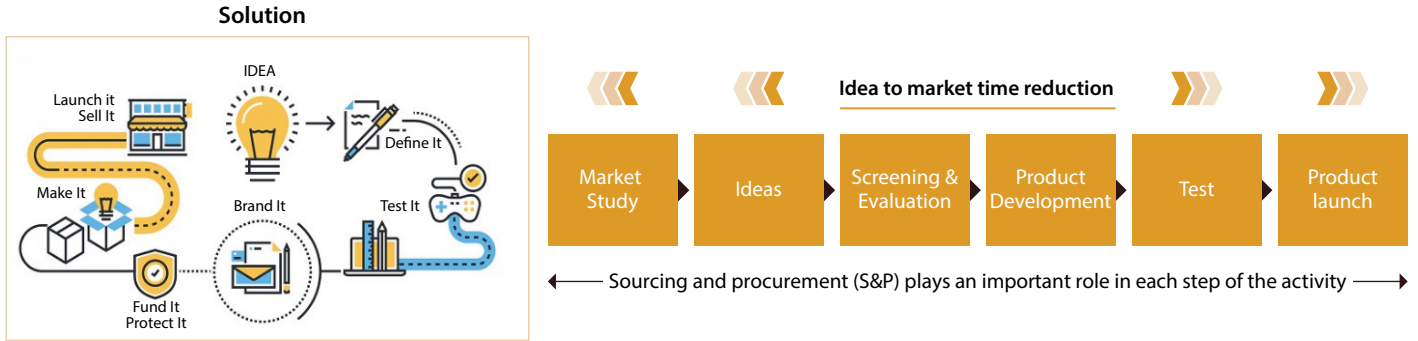 Solution
IDEA
Launch it
Sell It
Define It
Make It
Brand It
Test It
Fund It
Protect It
Idea to market time reduction
Market
Study
Ideas
Screening &
Evaluation
Product
Development
Test
Product
launch
Sourcing and procurement (S&P) plays an important role in each step of the activity